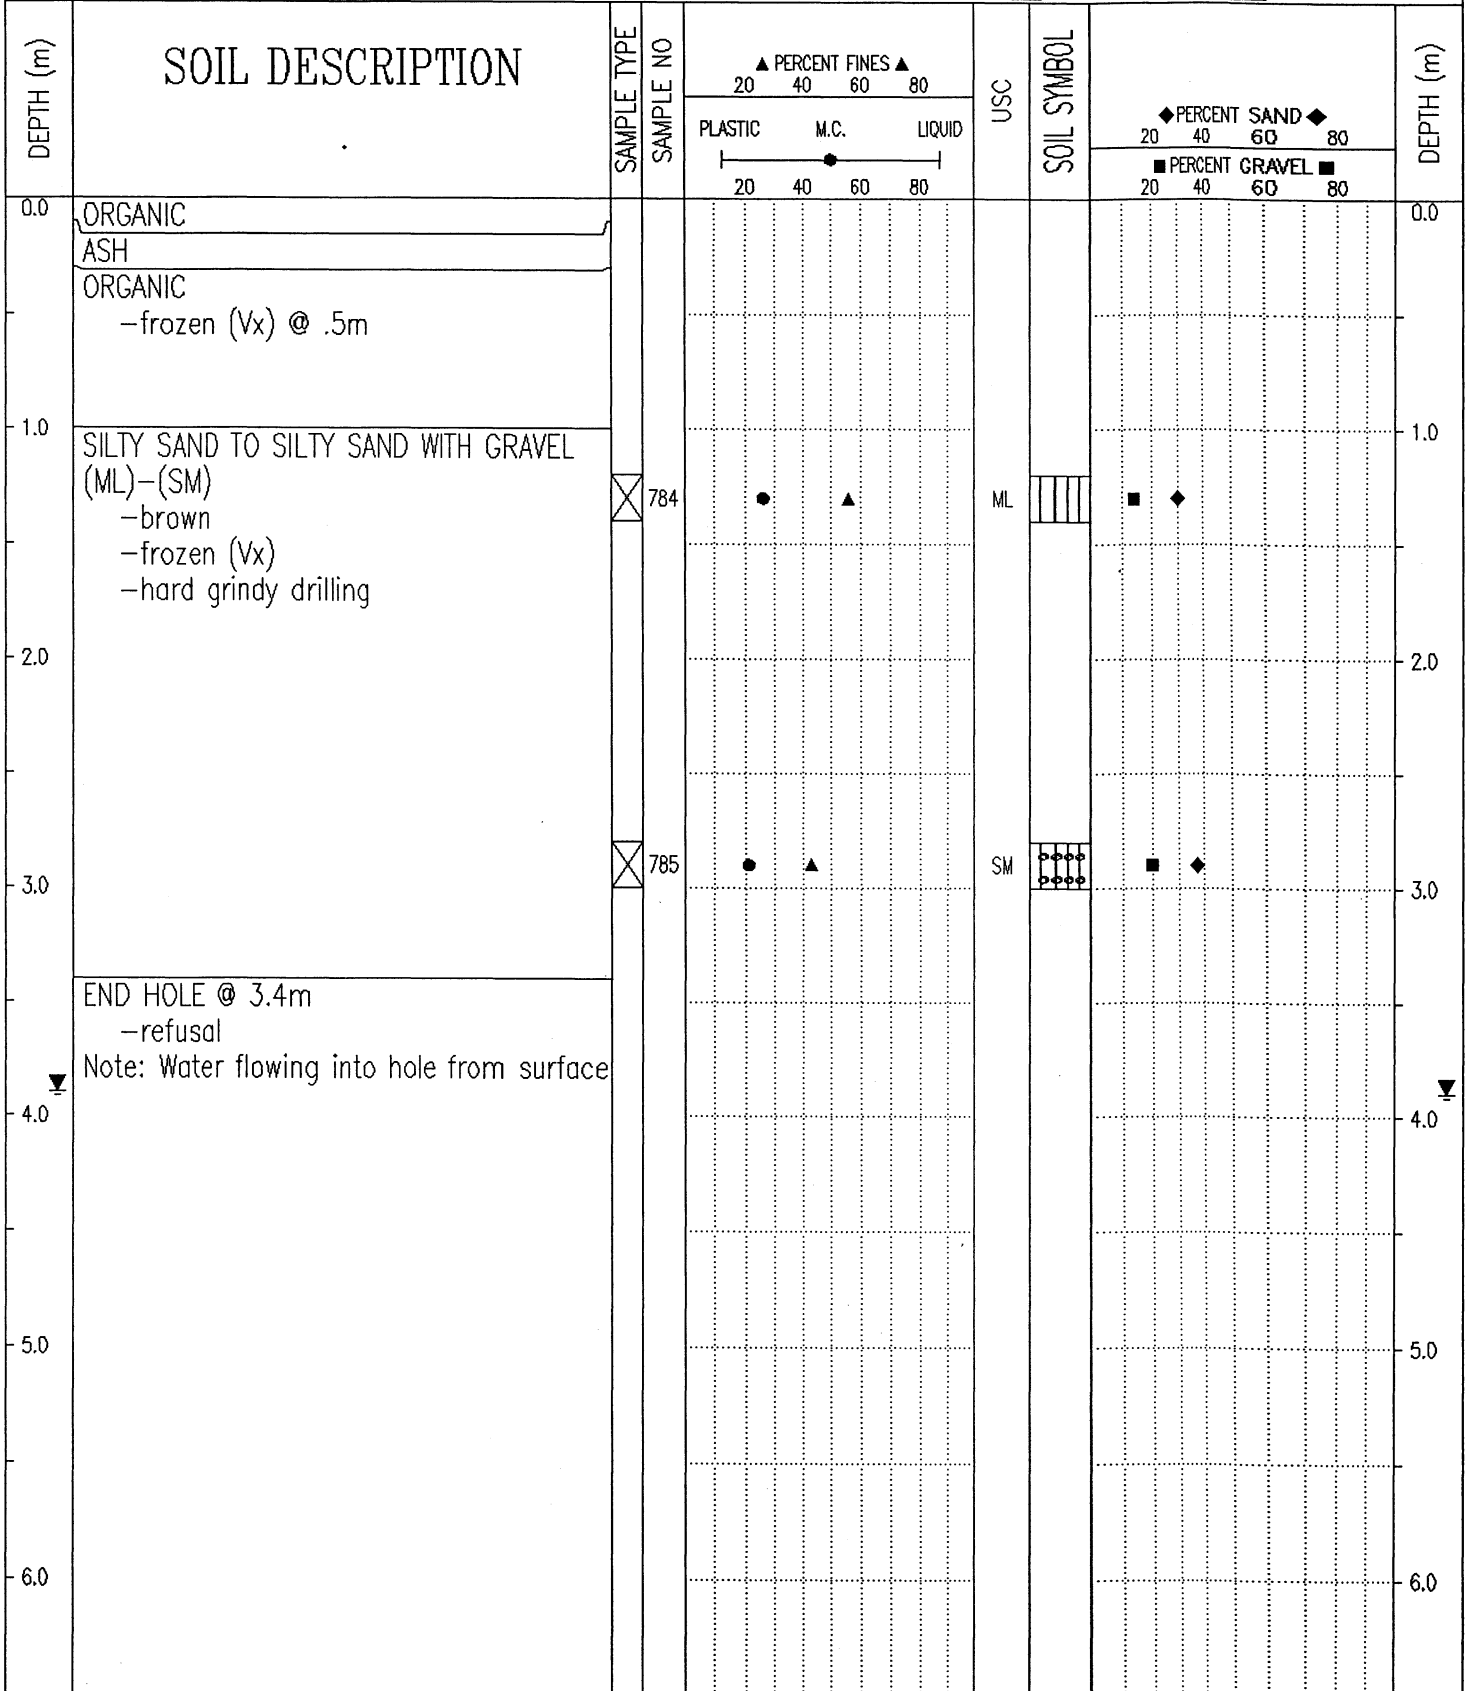 DEPTH (m)
SOIL DESCRIPTION
SAMPLE TYPE
SAMPLE NO
▲ PERCENT FINES ▲
20 40 60 80
PLASTIC M.C. LIQUID
20 40 60 80
USC
SOIL SYMBOL
◆ PERCENT SAND ◆
20 40 60 80
■ PERCENT GRAVEL ■
20 40 60 80
DEPTH (m)
0.0 ORGANIC 0.0
ASH
ORGANIC
-frozen (Vx) @ .5m
1.0 1.0
SILTY SAND TO SILTY SAND WITH GRAVEL
(ML)-(SM) 784 ML
-brown
-frozen (Vx)
-hard grindy drilling
2.0 2.0
785 SM
3.0 3.0
END HOLE @ 3.4m
-refusal
Note: Water flowing into hole from surface
4.0 4.0
5.0 5.0
6.0 6.0